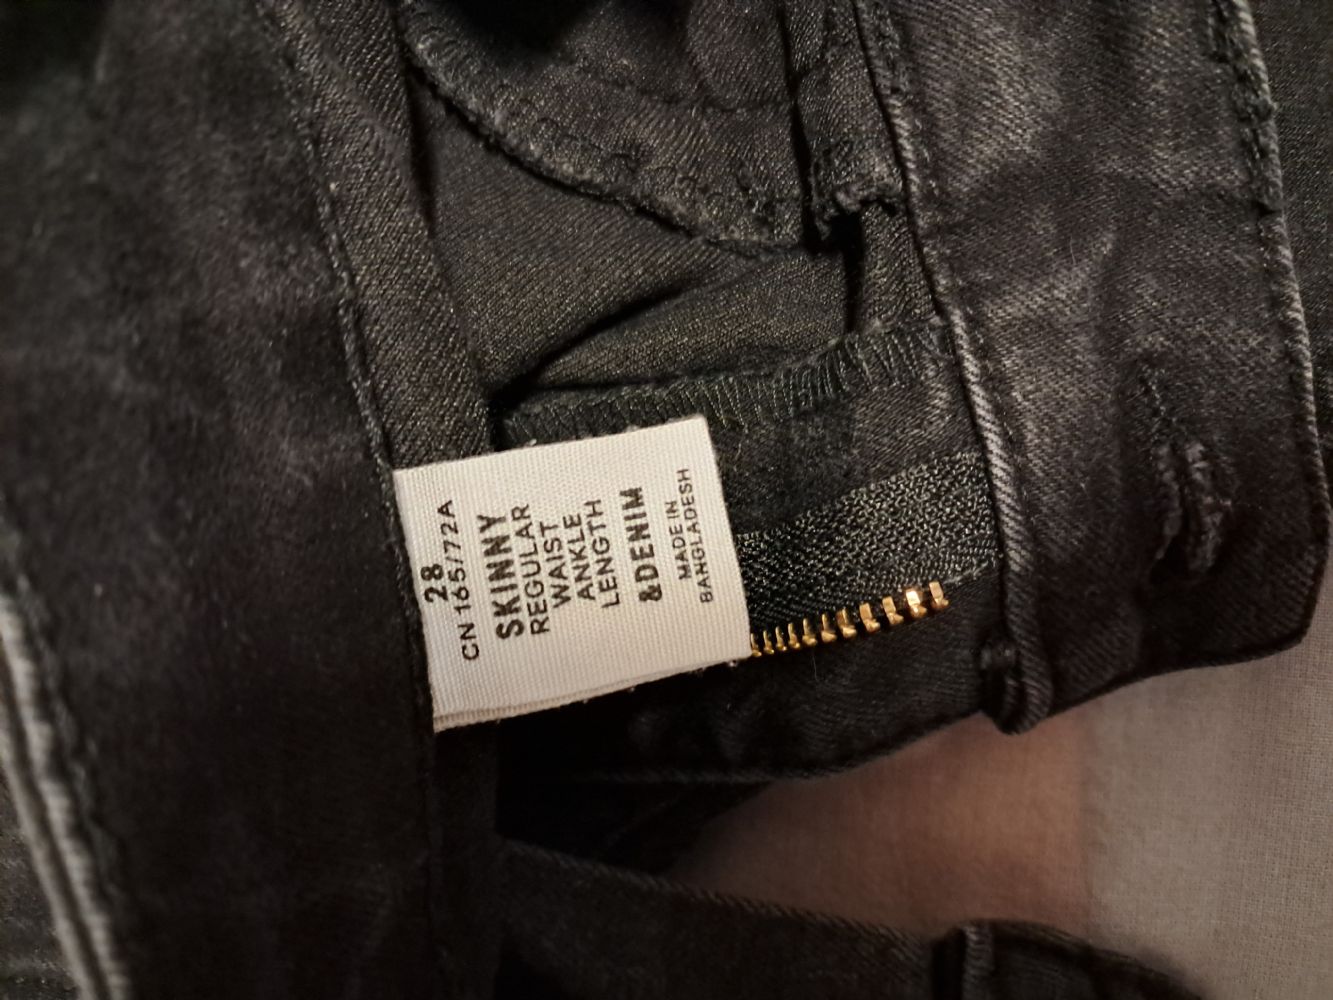 28
CN 165/72A
SKINNY
REGULAR
WAIST
ANKLE
LENGTH
&DENIM
MADE IN
BANGLADESH